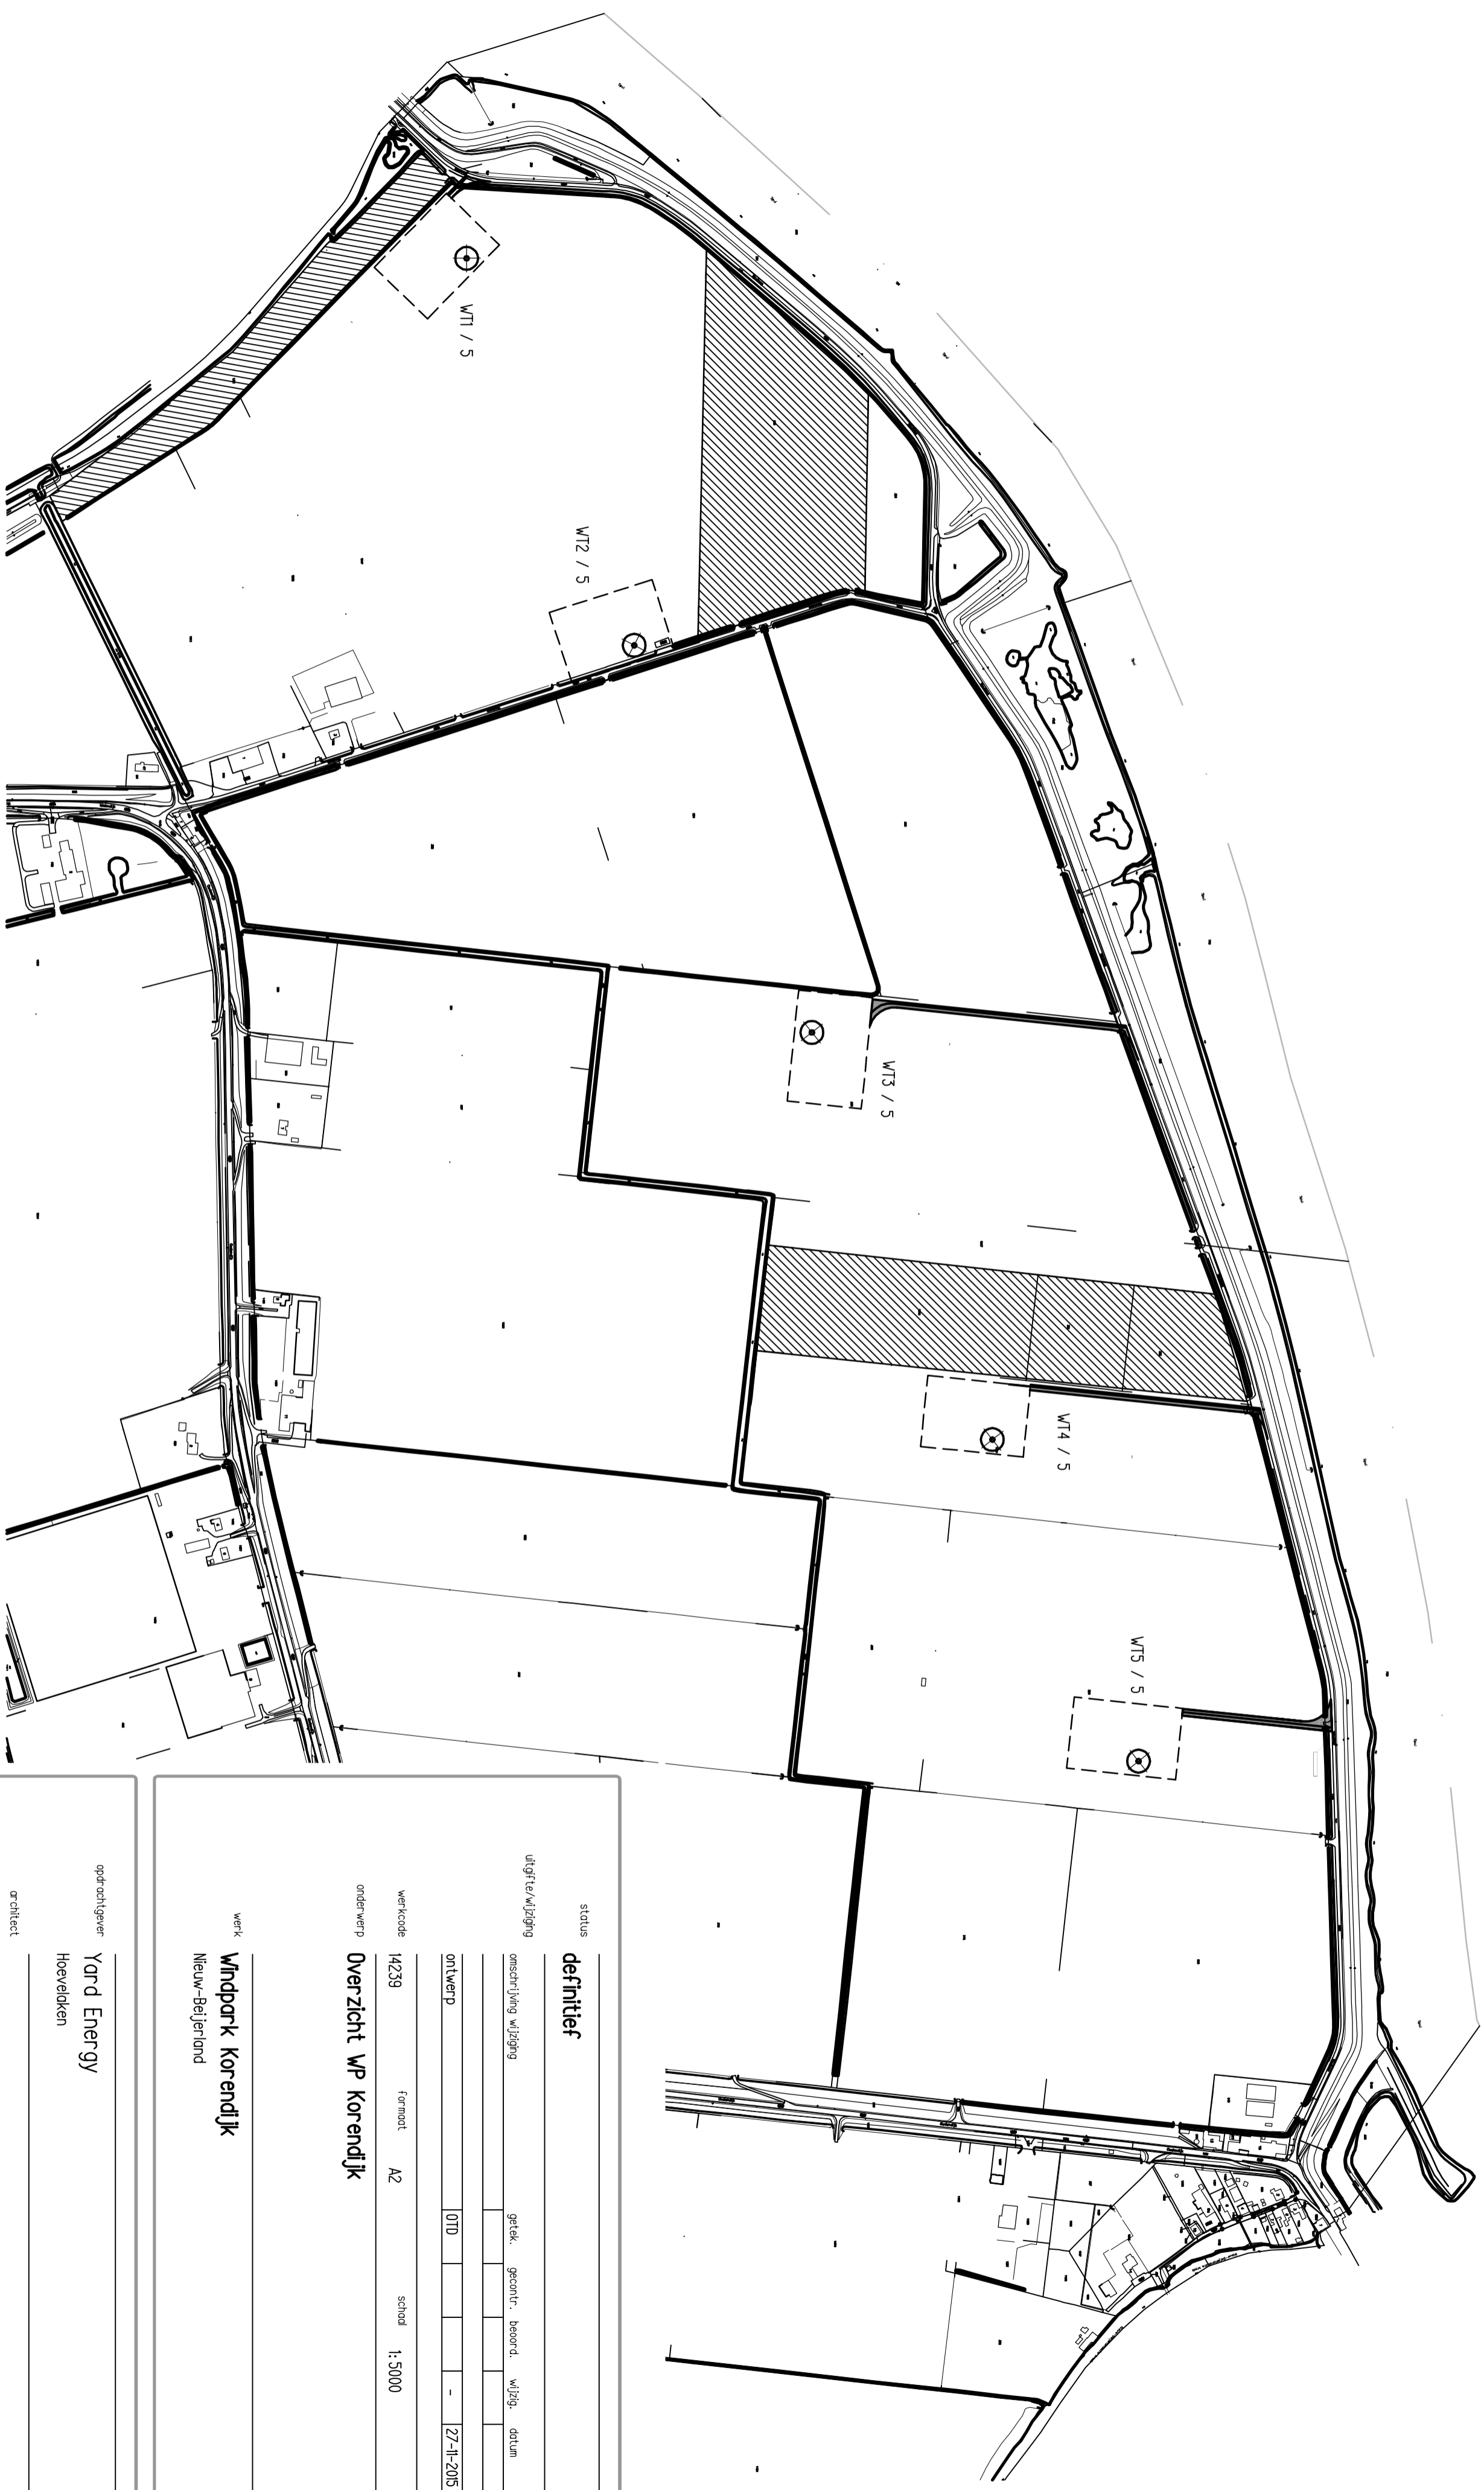 WT1 / 5
WT2 / 5
WT3 / 5
WT4 / 5
WT5 / 5
status definitief
uitgifte/wijziging omschrijving wijziging getek. gecontr. beoord. wijzig. datum
ontwerp OTD - 27-11-2015
werkcode 14239 formaat A2 schaal 1:5000
onderwerp Overzicht WP Korendijk
werk Windpark Korendijk
Nieuw-Beijerland
opdrachtgever Yard Energy
Hoevelaken
architect